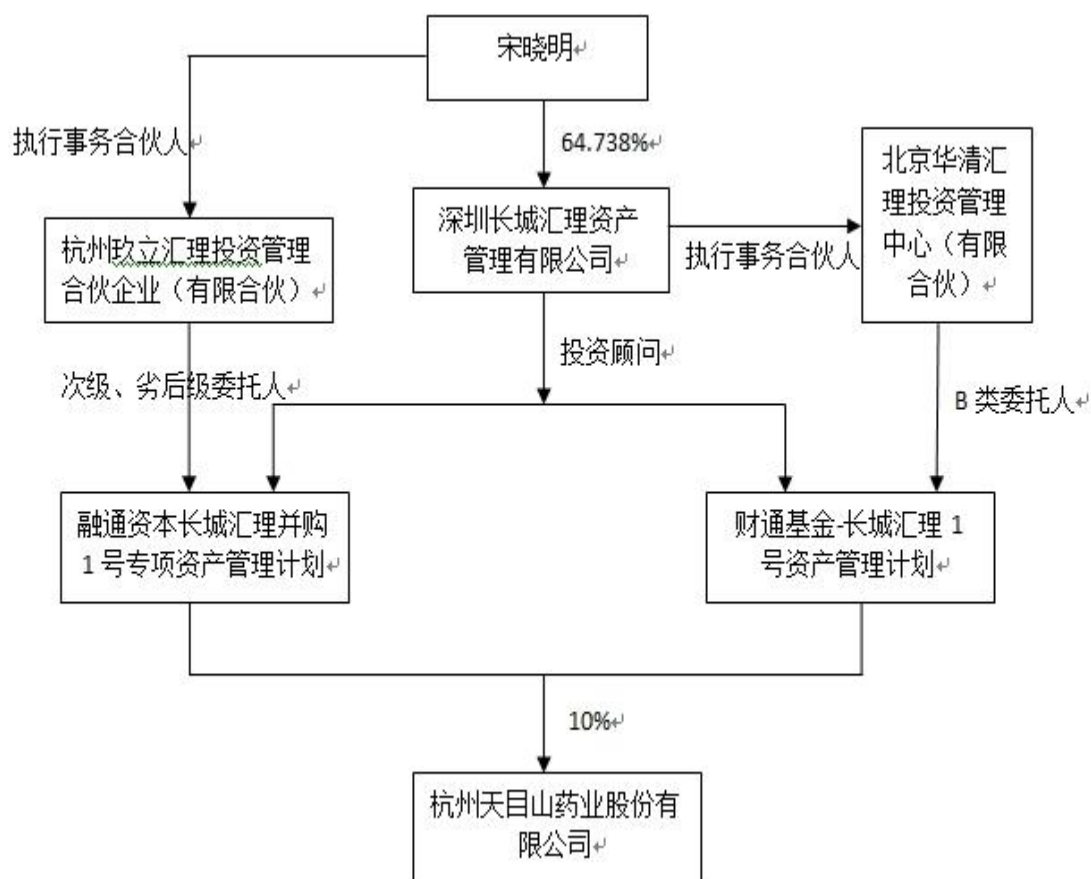 宋晓明
执行事务合伙人
64.738%
北京华清汇
理投资管理
中心（有限
合伙）
深圳长城汇理资产
管理有限公司
执行事务合伙人
杭州玖立汇理投资管理
合伙企业（有限合伙）
投资顾问
次级、劣后级委托人
B 类委托人
融通资本长城汇理并购
1 号专项资产管理计划
财通基金-长城汇理 1
号资产管理计划
10%
杭州天目山药业股份有
限公司